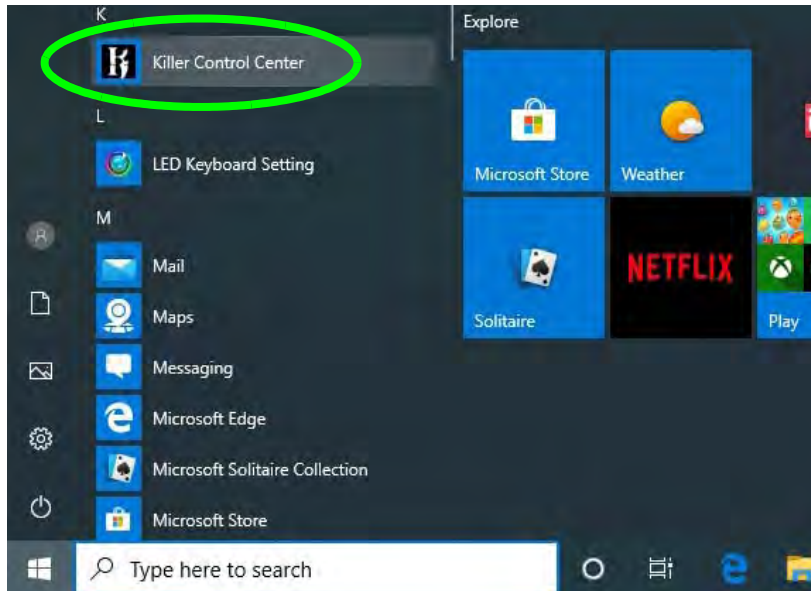 K
Killer Control Center
L
LED Keyboard Setting
M
Mail
Maps
Messaging
Microsoft Edge
Microsoft Solitaire Collection
Microsoft Store
Explore
Microsoft Store
Weather
Solitaire
NETFLIX
Play
Type here to search